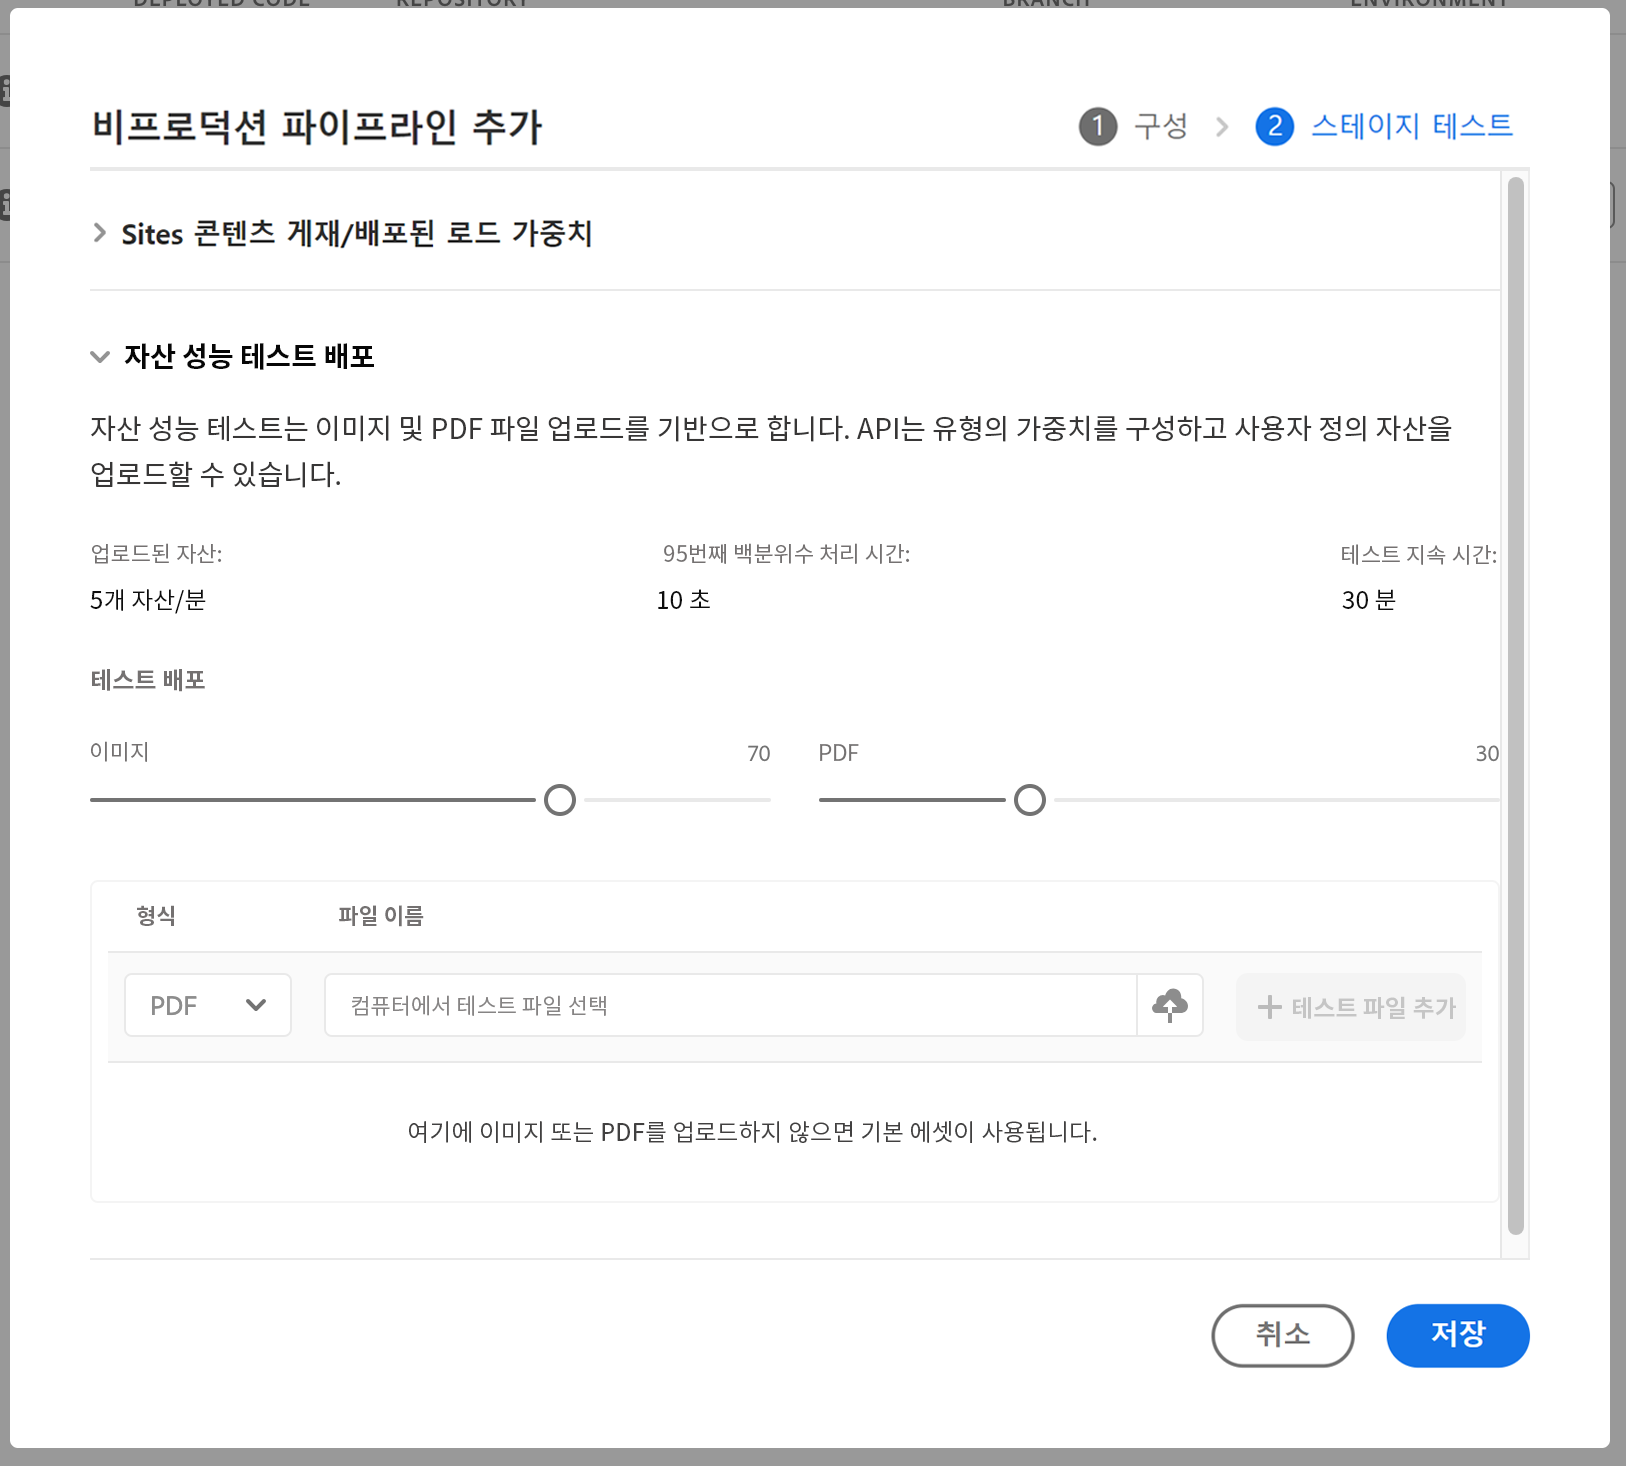 DEPLOYED CODE REPOSITORY BRANCH ENVIRONMENT
비프로덕션 파이프라인 추가
1 구성 2 스테이지 테스트
Sites 콘텐츠 게재/배포된 로드 가중치
자산 성능 테스트 배포
자산 성능 테스트는 이미지 및 PDF 파일 업로드를 기반으로 합니다. API는 유형의 가중치를 구성하고 사용자 정의 자산을
업로드할 수 있습니다.
업로드된 자산: 95번째 백분위수 처리 시간: 테스트 지속 시간:
5개 자산/분 10 초 30 분
테스트 배포
이미지 70 PDF 30
형식 파일 이름
PDF 컴퓨터에서 테스트 파일 선택 테스트 파일 추가
여기에 이미지 또는 PDF를 업로드하지 않으면 기본 에셋이 사용됩니다.
취소 저장